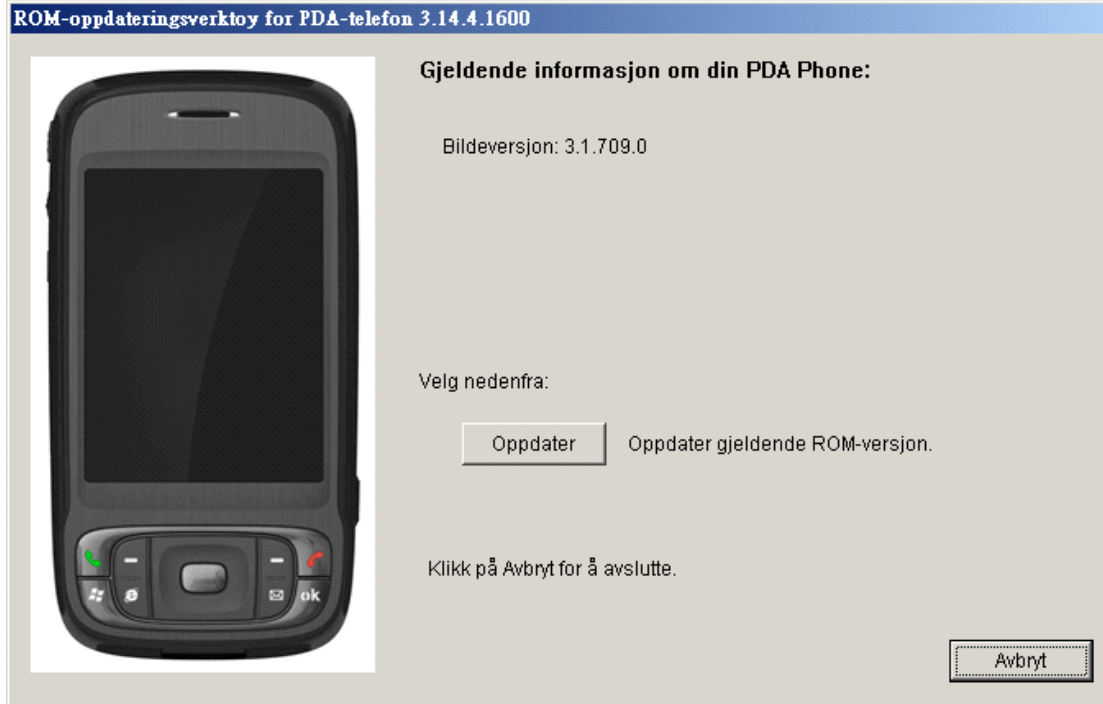 ROM-oppdateringsverktoy for PDA-telefon 3.14.4.1600
Gjeldende informasjon om din PDA Phone:
Bildeversjon: 3.1.709.0
Velg nedenfra:
Oppdater Oppdater gjeldende ROM-versjon.
ok
Klikk på Avbryt for å avslutte.
Avbryt